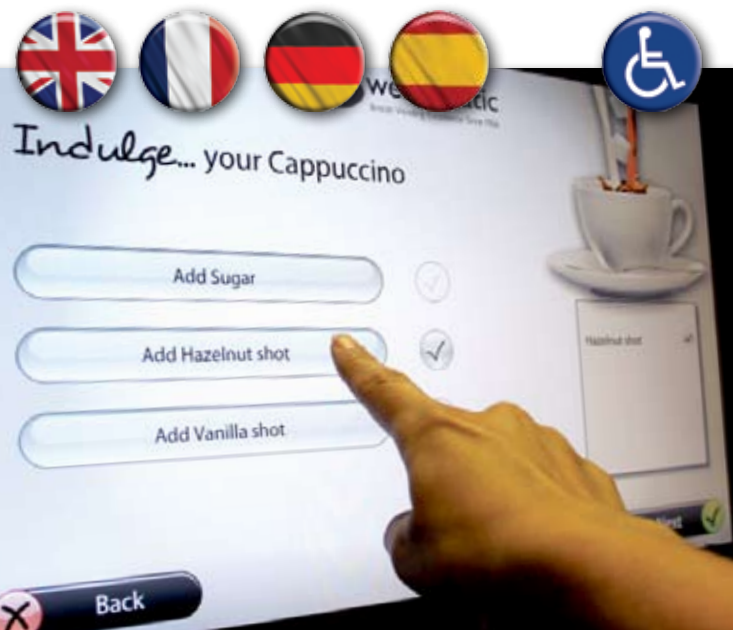 Indulge... your Cappuccino
Add Sugar
Add Hazelnut shot
Hazelnut shot
Add Vanilla shot
Back